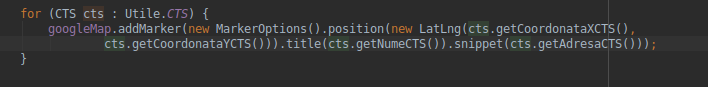 for (CTS cts : Utile.CTS) {
googleMap.addMarker(new MarkerOptions().position(new LatLng(cts.getCoordonataXCTS(),
cts.getCoordonataYCTS())).title(cts.getNumeCTS()).snippet(cts.getAdresaCTS()));
}